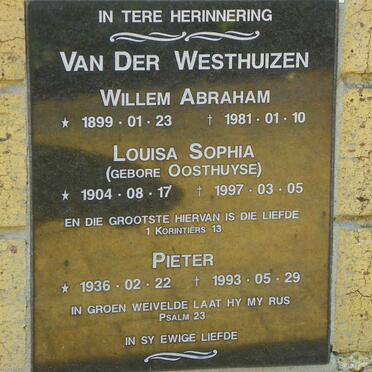 IN TERE HERINNERING
VAN DER WESTHUIZEN
WILLEM ABRAHAM
★ 1899 · 01 · 23 † 1981 · 01 · 10
LOUISA SOPHIA
(GEBORE OOSTHUYSE)
★ 1904 · 08 · 17 † 1997 · 03 · 05
EN DIE GROOTSTE HIERVAN IS DIE LIEFDE
1 KORINTIËRS 13
PIETER
★ 1936 · 02 · 22 † 1993 · 05 · 29
IN GROEN WEIVELDE LAAT HY MY RUS
PSALM 23
IN SY EWIGE LIEFDE